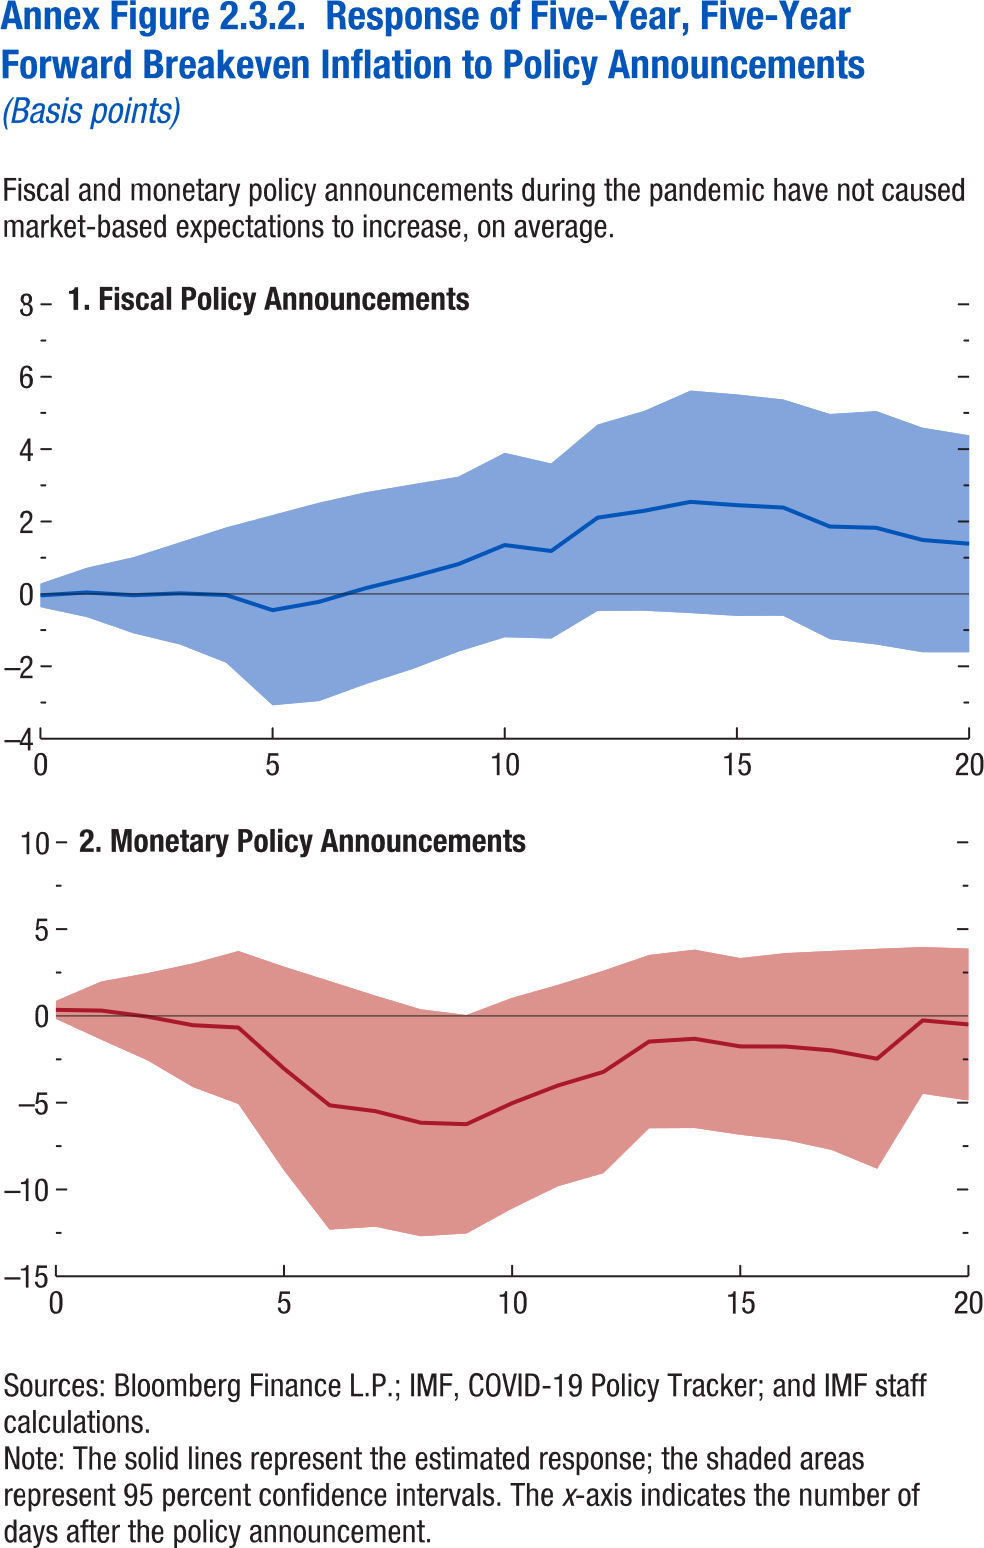 Annex Figure 2.3.2. Response of Five-Year, Five-Year
Forward Breakeven Inflation to Policy Announcements
(Basis points)
Fiscal and monetary policy announcements during the pandemic have not caused
market-based expectations to increase, on average.
1. Fiscal Policy Announcements
8
6
4
2
0
–2
–4
0 5 10 15 20
2. Monetary Policy Announcements
10
5
0
–5
–10
–15
0 5 10 15 20
Sources: Bloomberg Finance L.P.; IMF, COVID-19 Policy Tracker; and IMF staff
calculations.
Note: The solid lines represent the estimated response; the shaded areas
represent 95 percent confidence intervals. The x-axis indicates the number of
days after the policy announcement.